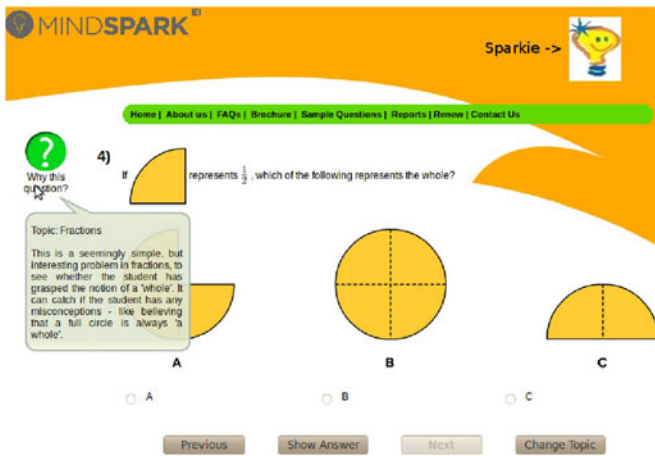 MINDSPARK
Sparkie ->
Home | About us | FAQs | Brochure | Sample Questions | Reports | Renew | Contact Us
4)
If represents 1/2 , which of the following represents the whole?
Why this
question?
Topic: Fractions
This is a seemingly simple, but
interesting problem in fractions, to
see whether the student has
grasped the notion of a 'whole'. It
can catch if the student has any
misconceptions - like believing
that a full circle is always 'a
whole'.
A B C
A B C
Previous Show Answer Next Change Topic